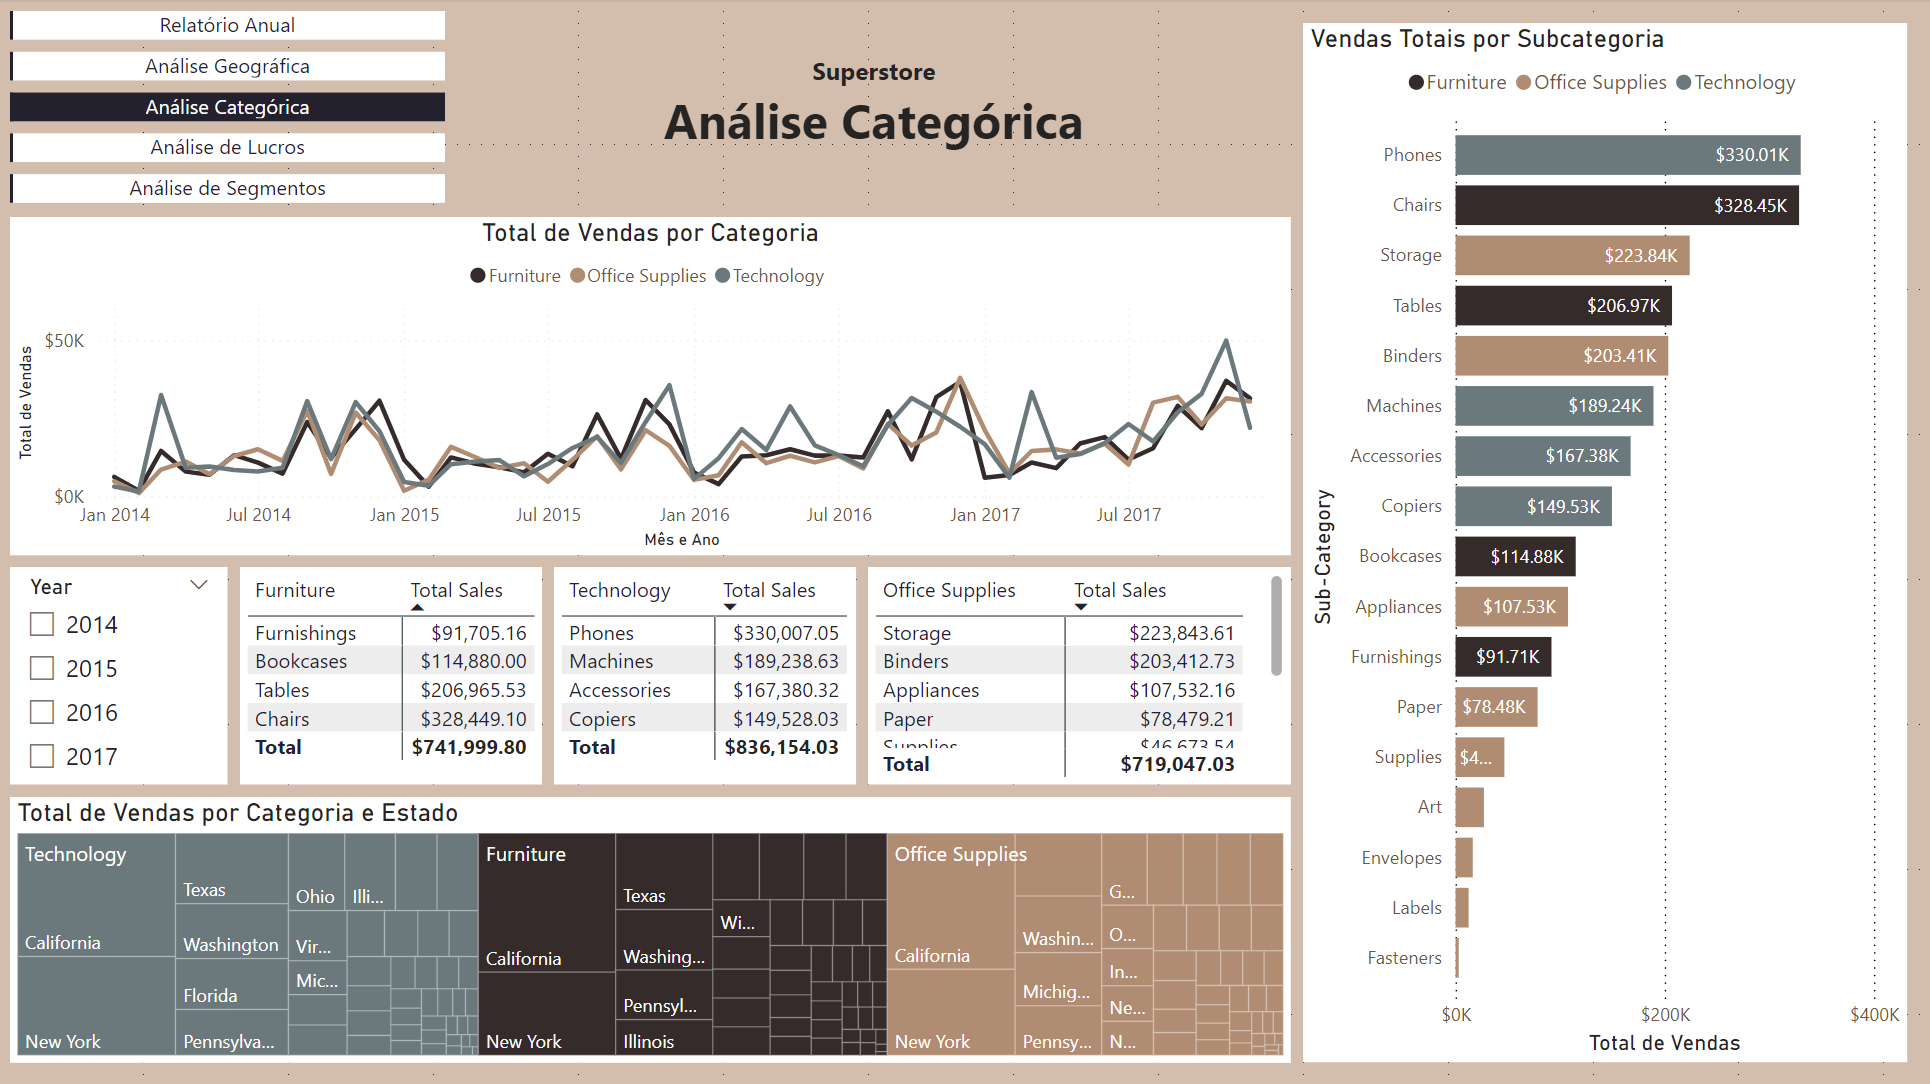 Relatório Anual
Análise Geográfica
Análise Categórica
Análise de Lucros
Análise de Segmentos
Superstore
Análise Categórica
Total de Vendas por Categoria
Furniture Office Supplies Technology
Total de Vendas
$50K
$0K
Jan 2014 Jul 2014 Jan 2015 Jul 2015 Jan 2016 Jul 2016 Jan 2017 Jul 2017
Mês e Ano
Year
2014
2015
2016
2017
Furniture Total Sales
Furnishings $91,705.16
Bookcases $114,880.00
Tables $206,965.53
Chairs $328,449.10
Total $741,999.80
Technology Total Sales
Phones $330,007.05
Machines $189,238.63
Accessories $167,380.32
Copiers $149,528.03
Total $836,154.03
Office Supplies Total Sales
Storage $223,843.61
Binders $203,412.73
Appliances $107,532.16
Paper $78,479.21
Supplies $46,673.54
Total $719,047.03
Total de Vendas por Categoria e Estado
Technology
California
New York
Texas
Washington
Florida
Pennsylva...
Ohio
Illi...
Vir...
Mic...
Furniture
California
New York
Texas
Washing...
Pennsyl...
Illinois
Wi...
Office Supplies
California
New York
Washin...
Michig...
Pennsy...
G...
O...
In...
Ne...
N...
Vendas Totais por Subcategoria
Furniture Office Supplies Technology
Sub-Category
Phones $330.01K
Chairs $328.45K
Storage $223.84K
Tables $206.97K
Binders $203.41K
Machines $189.24K
Accessories $167.38K
Copiers $149.53K
Bookcases $114.88K
Appliances $107.53K
Furnishings $91.71K
Paper $78.48K
Supplies $4...
Art
Envelopes
Labels
Fasteners
$0K $200K $400K
Total de Vendas